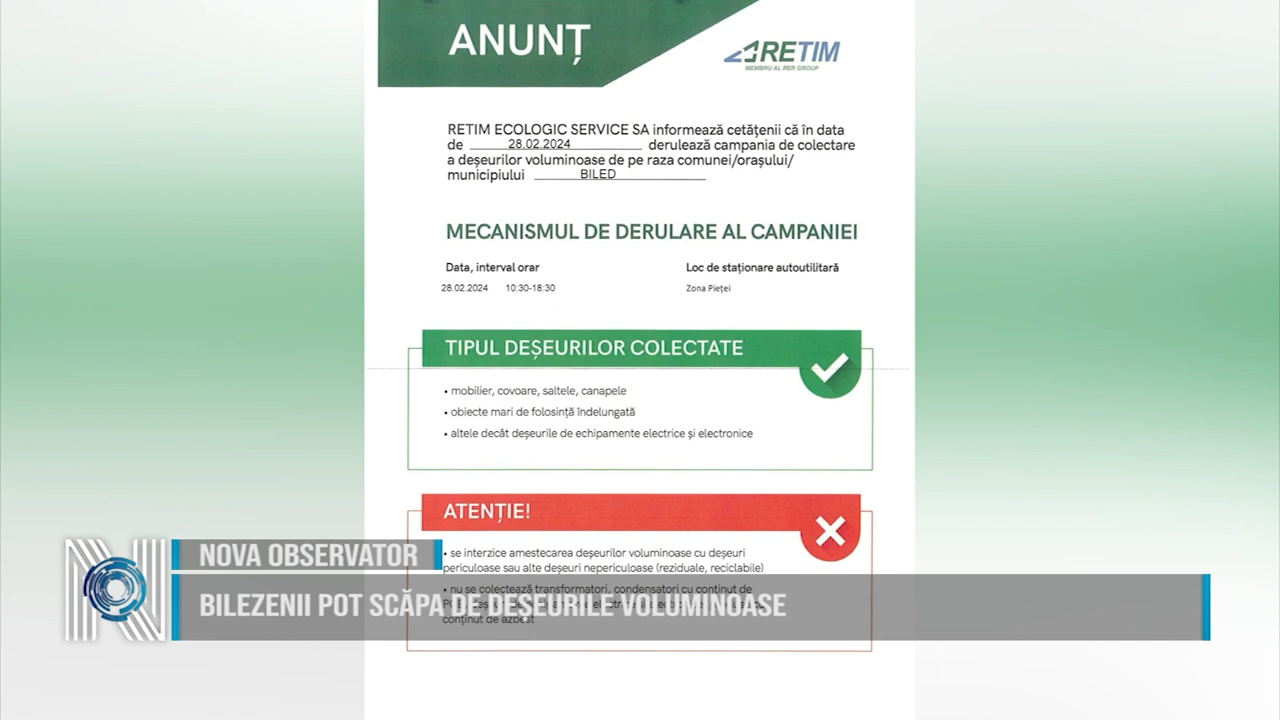 ANUNȚ
RETIM
MEMBRU AL RER GROUP
RETIM ECOLOGIC SERVICE SA informează cetățenii că în data
de 28.02.2024 derulează campania de colectare
a deșeurilor voluminoase de pe raza comunei/orașului/
municipiului BILED
MECANISMUL DE DERULARE AL CAMPANIEI
Data, interval orar
Loc de staționare autoutilitară
28.02.2024 10:30-18:30
Zona Pieței
TIPUL DEȘEURILOR COLECTATE
• mobilier, covoare, saltele, canapele
• obiecte mari de folosință îndelungată
• altele decât deșeurile de echipamente electrice și electronice
ATENȚIE!
• se interzice amestecarea deșeurilor voluminoase cu deșeuri
periculoase sau alte deșeuri nepericuloase (reziduale, reciclabile)
• nu se colectează transformatori, condensatori cu conținut de
conținut de azbest
NOVA OBSERVATOR
BILEZENII POT SCĂPA DE DEȘEURILE VOLUMINOASE